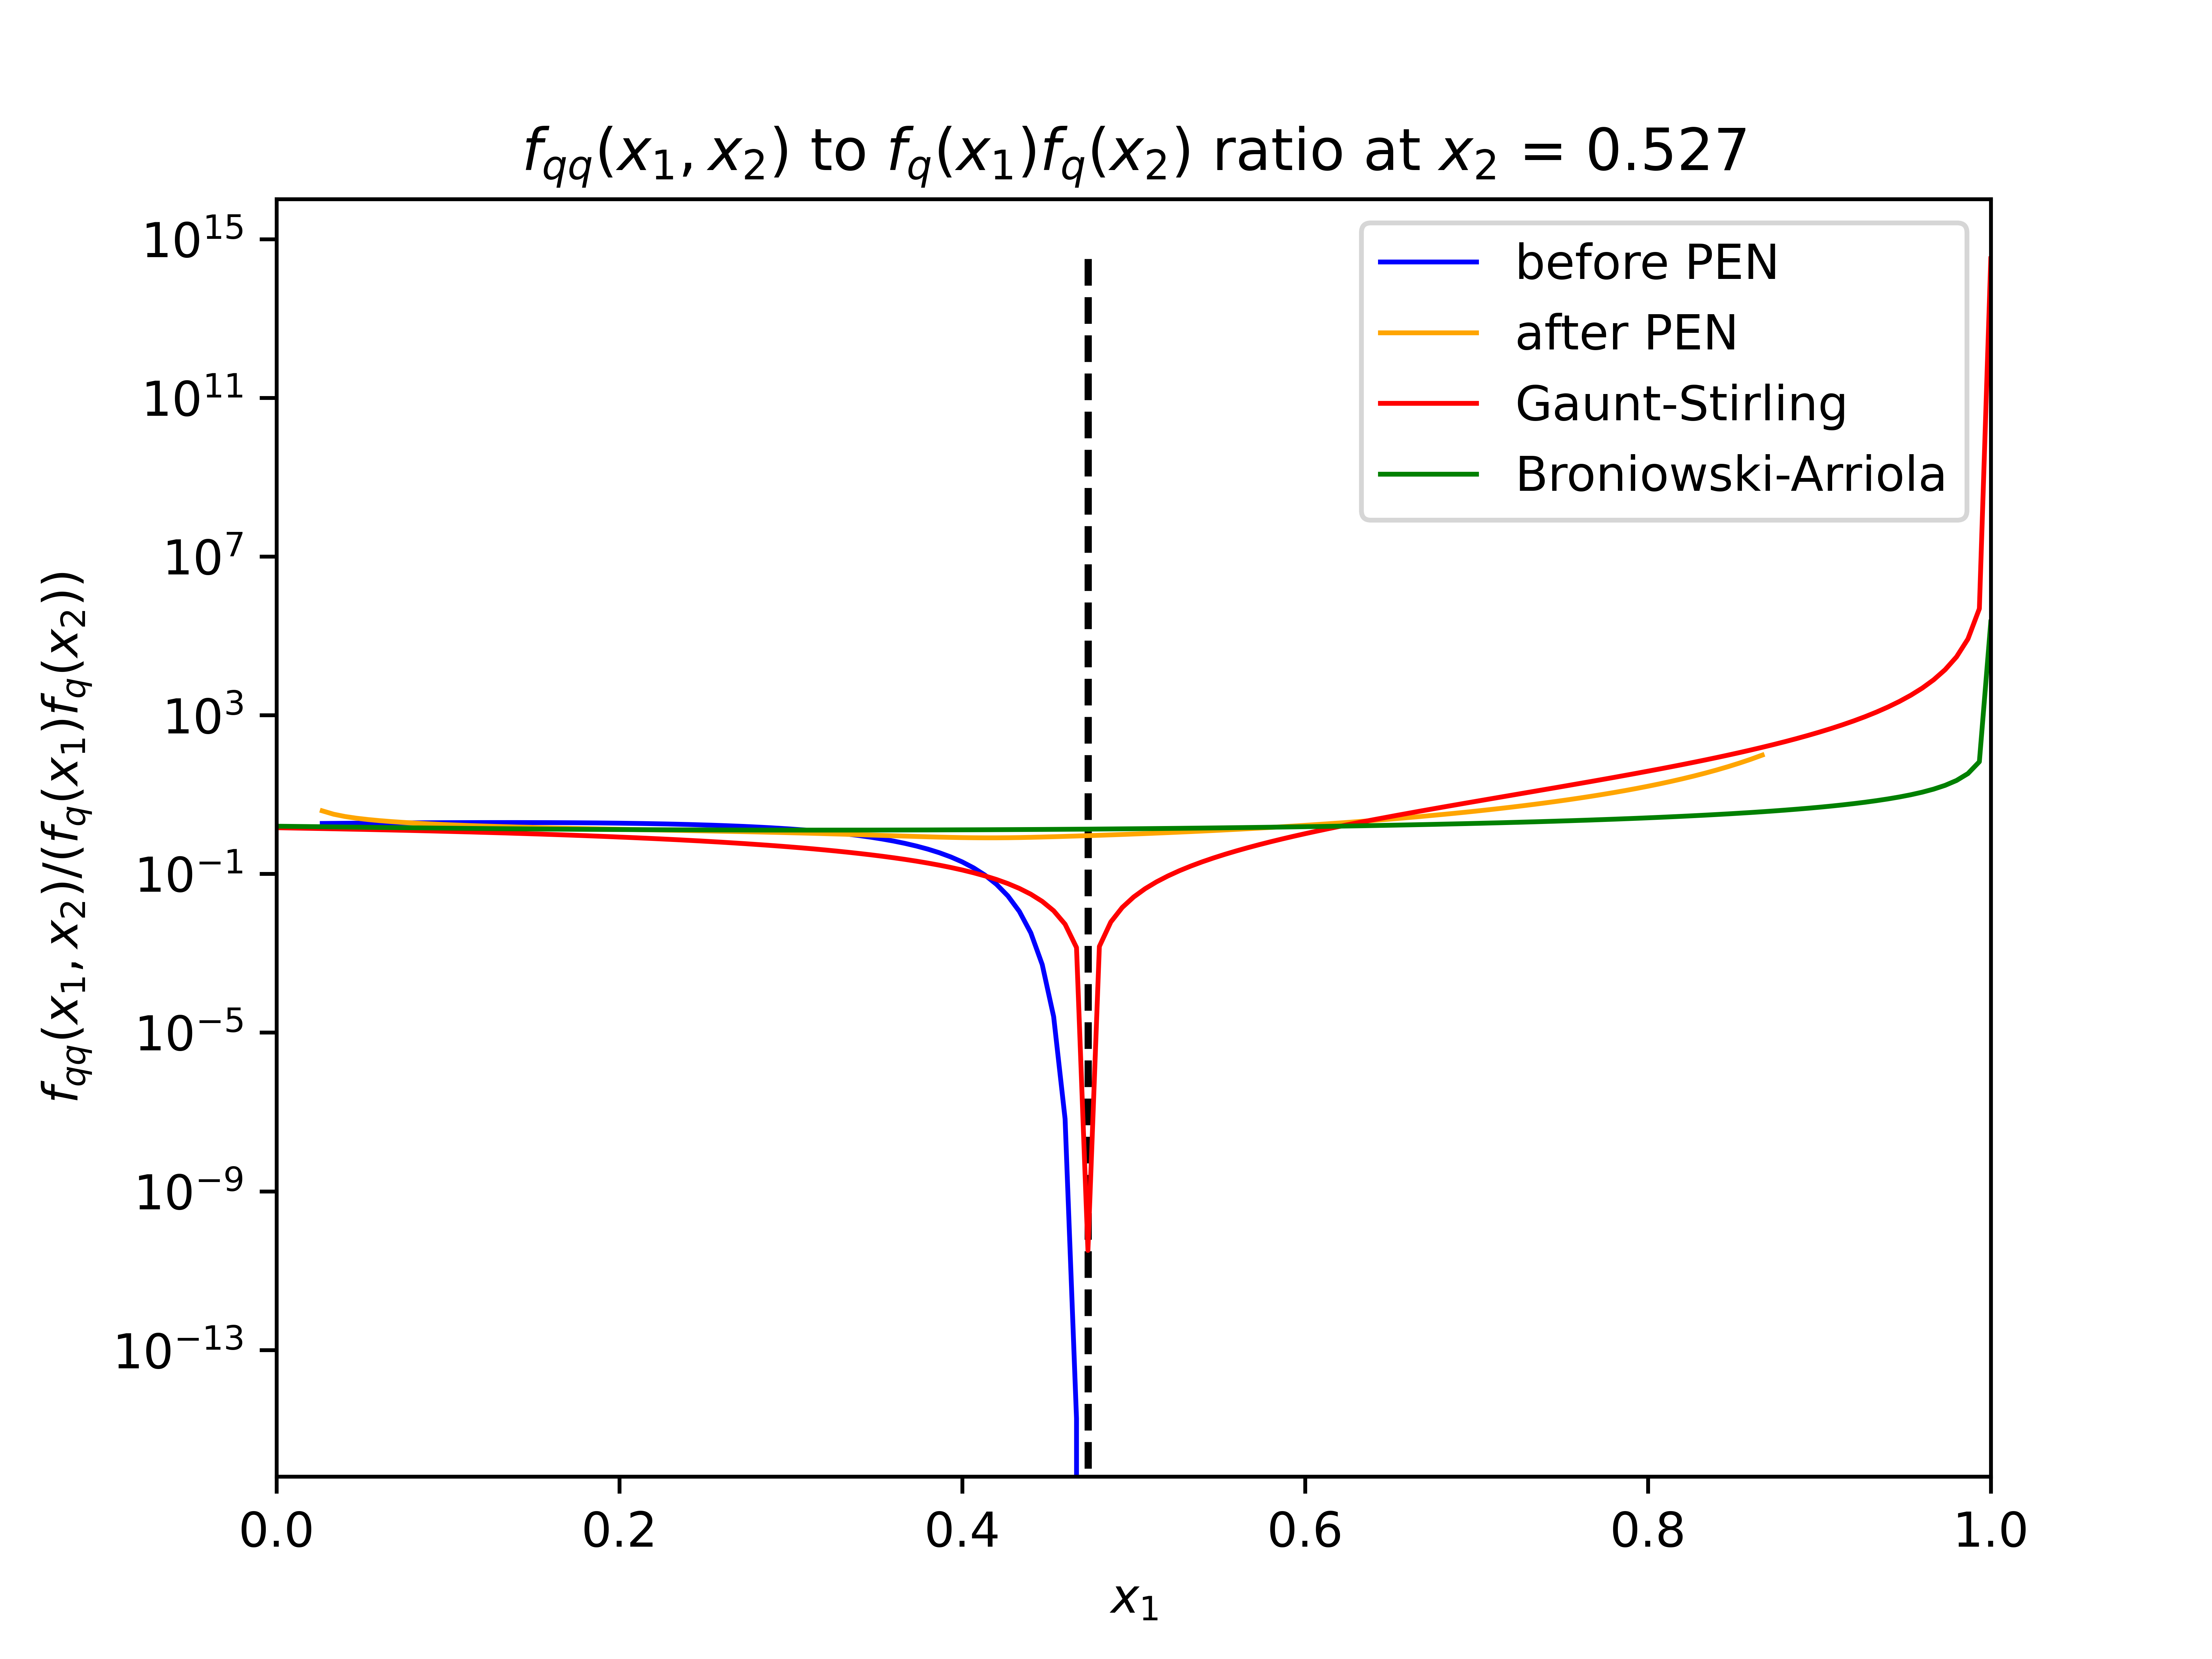 f_{qq}(x_1, x_2) to f_q(x_1)f_q(x_2) ratio at x_2 = 0.527
10^{15}
10^{11}
10^7
10^3
10^{−1}
10^{−5}
10^{−9}
10^{−13}
f_{qq}(x_1, x_2)/(f_q(x_1)f_q(x_2))
before PEN
after PEN
Gaunt-Stirling
Broniowski-Arriola
0.0 0.2 0.4 0.6 0.8 1.0
x_1